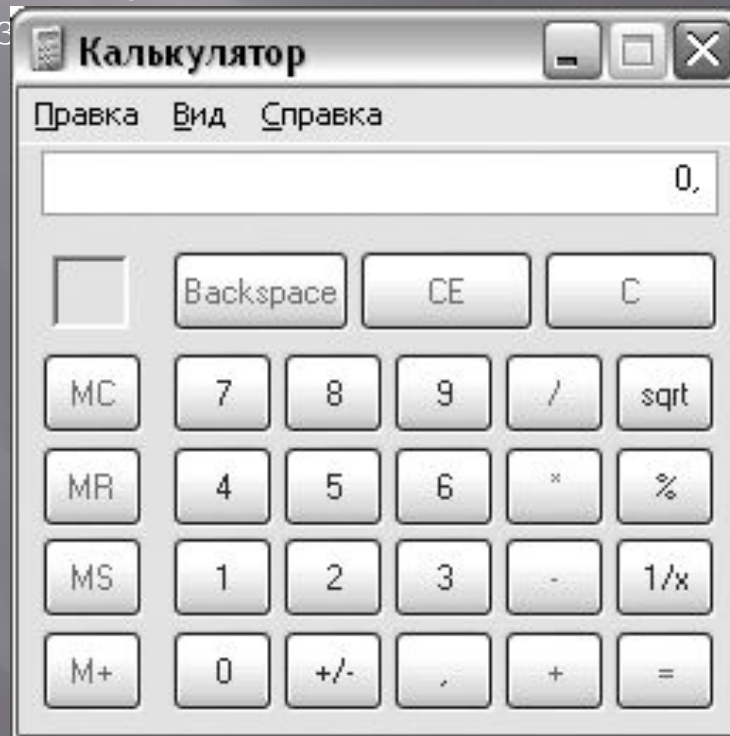 Калькулятор
Правка Вид Справка
0,
Backspace CE C
MC 7 8 9 / sqrt
MR 4 5 6 * %
MS 1 2 3 - 1/x
M+ 0 +/- , + =